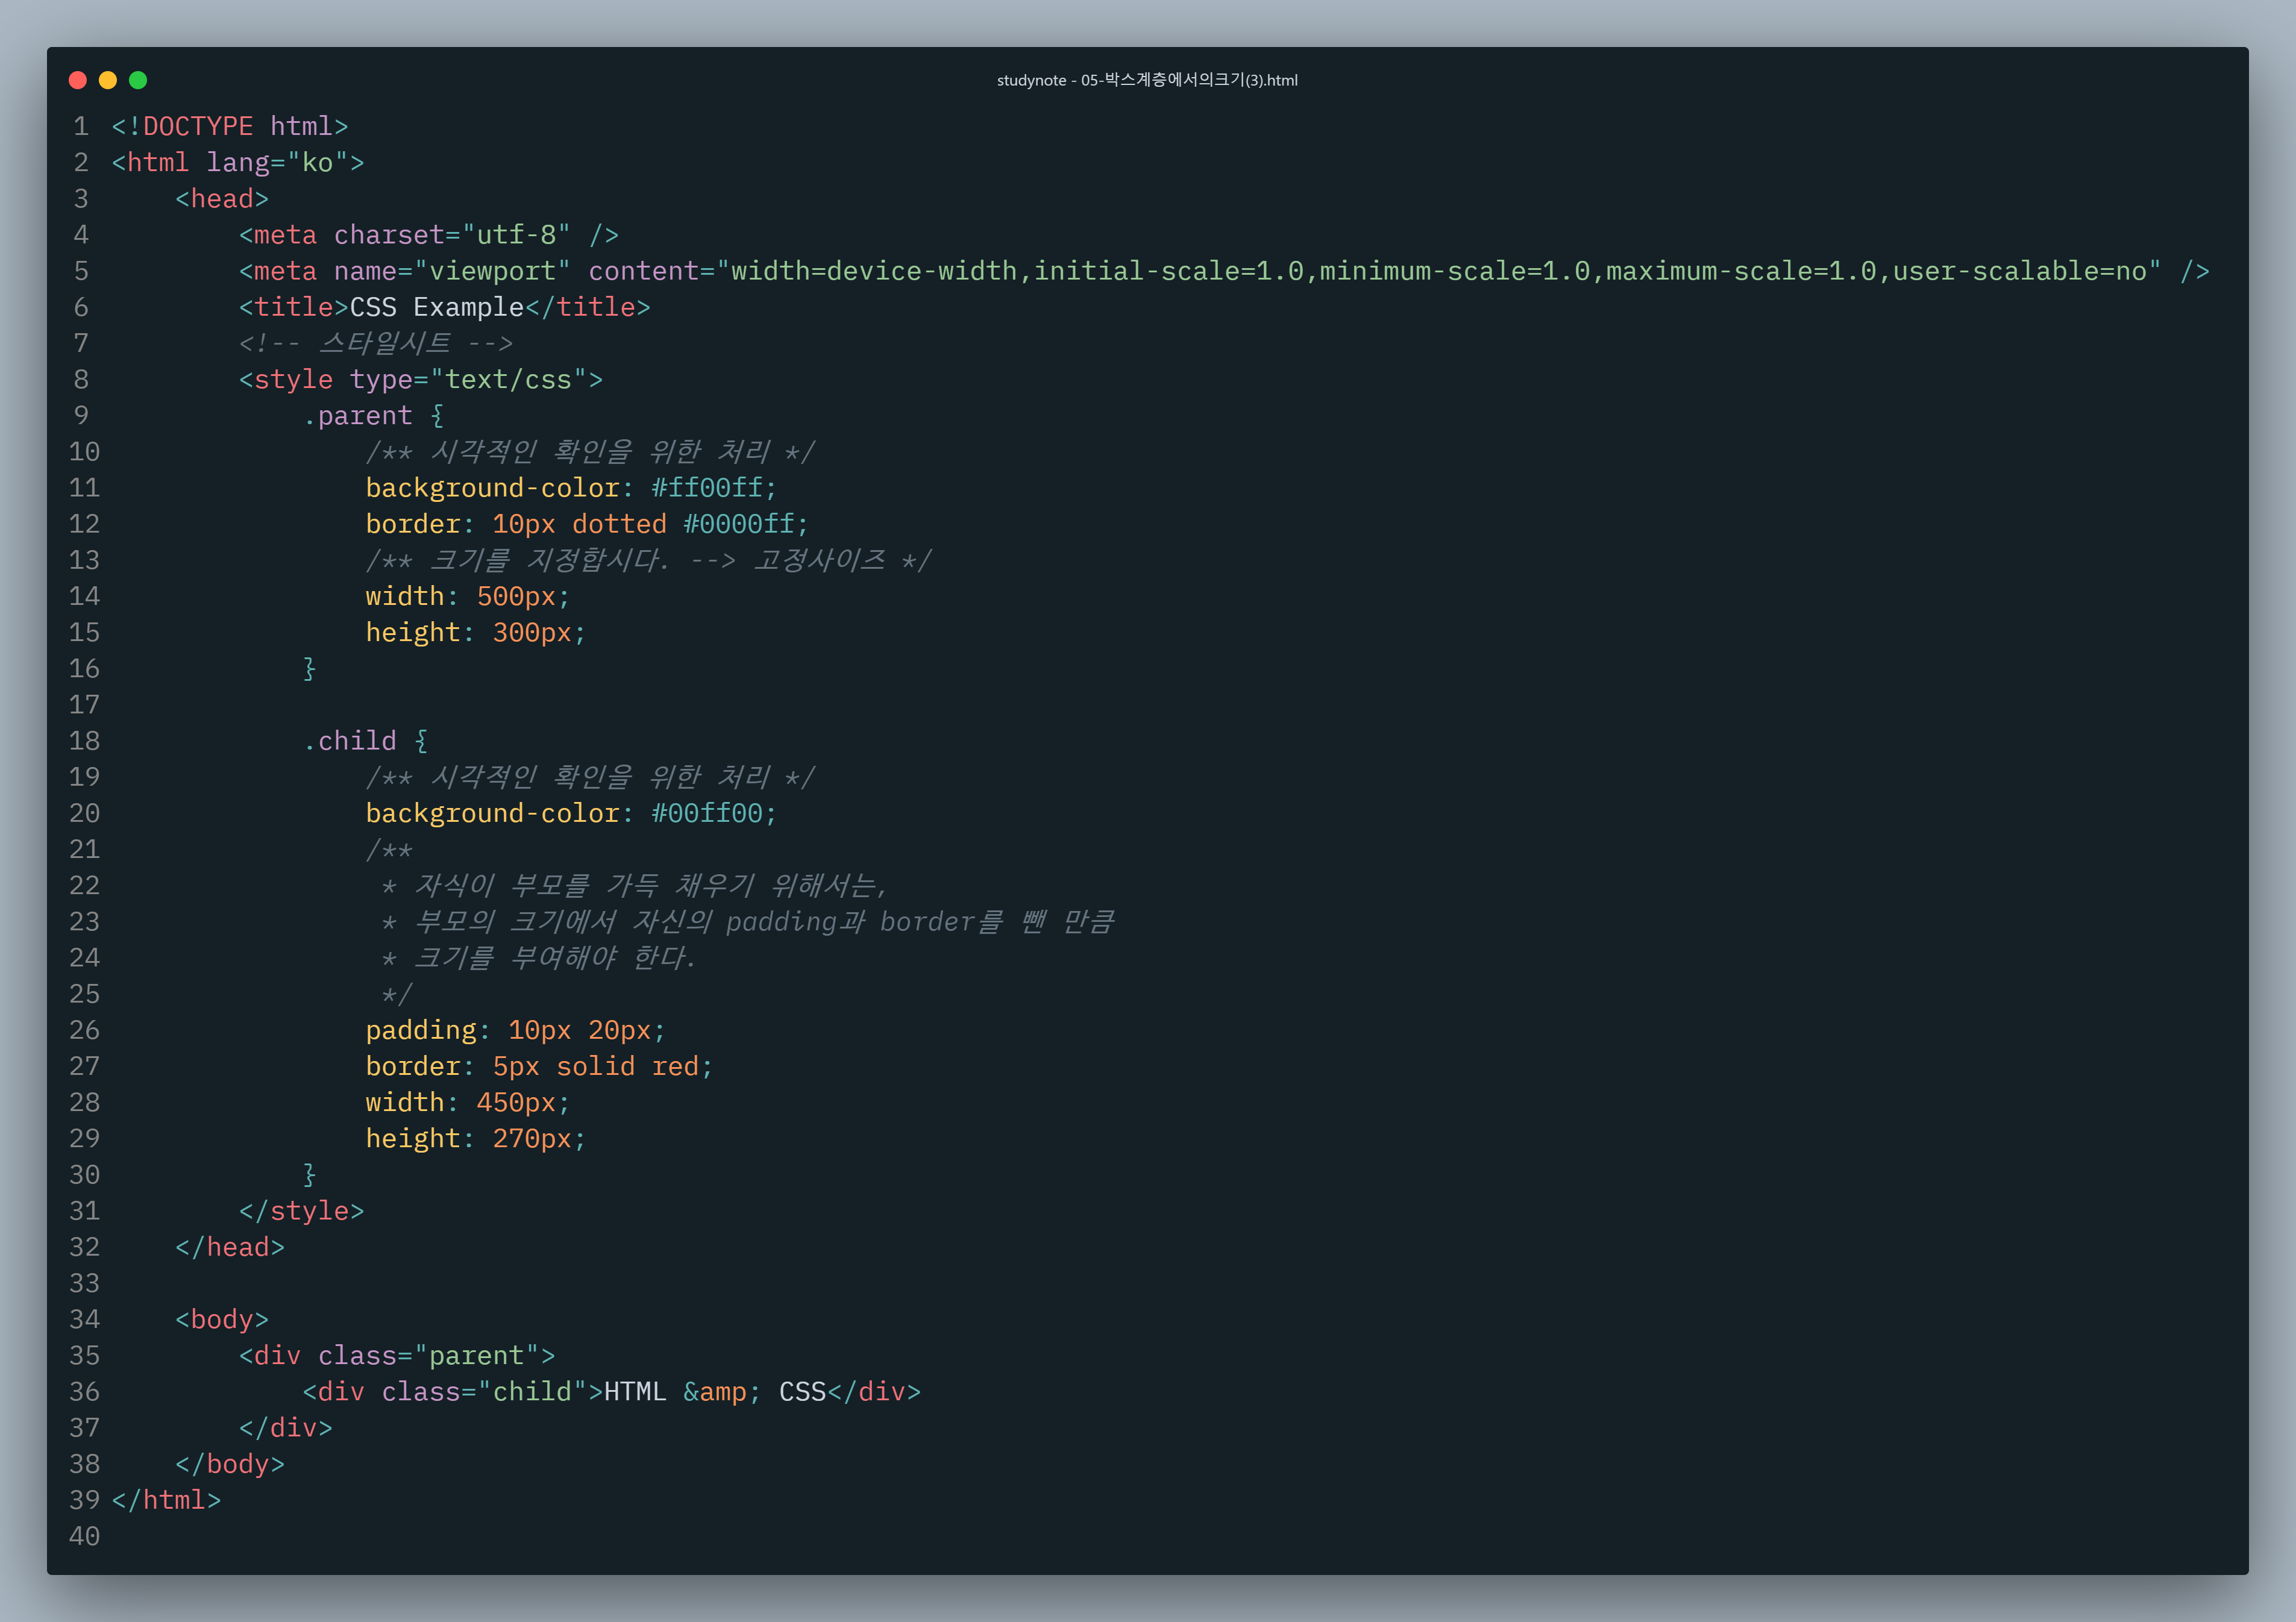 studynote - 05-박스계층에서의크기(3).html
1 <!DOCTYPE html>
2 <html lang="ko">
3     <head>
4         <meta charset="utf-8" />
5         <meta name="viewport" content="width=device-width,initial-scale=1.0,minimum-scale=1.0,maximum-scale=1.0,user-scalable=no" />
6         <title>CSS Example</title>
7         <!-- 스타일시트 -->
8         <style type="text/css">
9             .parent {
10                 /** 시각적인 확인을 위한 처리 */
11                 background-color: #ff00ff;
12                 border: 10px dotted #0000ff;
13                 /** 크기를 지정합시다. --> 고정사이즈 */
14                 width: 500px;
15                 height: 300px;
16             }
17
18             .child {
19                 /** 시각적인 확인을 위한 처리 */
20                 background-color: #00ff00;
21                 /**
22                  * 자식이 부모를 가득 채우기 위해서는,
23                  * 부모의 크기에서 자신의 padding과 border를 뺀 만큼
24                  * 크기를 부여해야 한다.
25                  */
26                 padding: 10px 20px;
27                 border: 5px solid red;
28                 width: 450px;
29                 height: 270px;
30             }
31         </style>
32     </head>
33
34     <body>
35         <div class="parent">
36             <div class="child">HTML &amp; CSS</div>
37         </div>
38     </body>
39 </html>
40